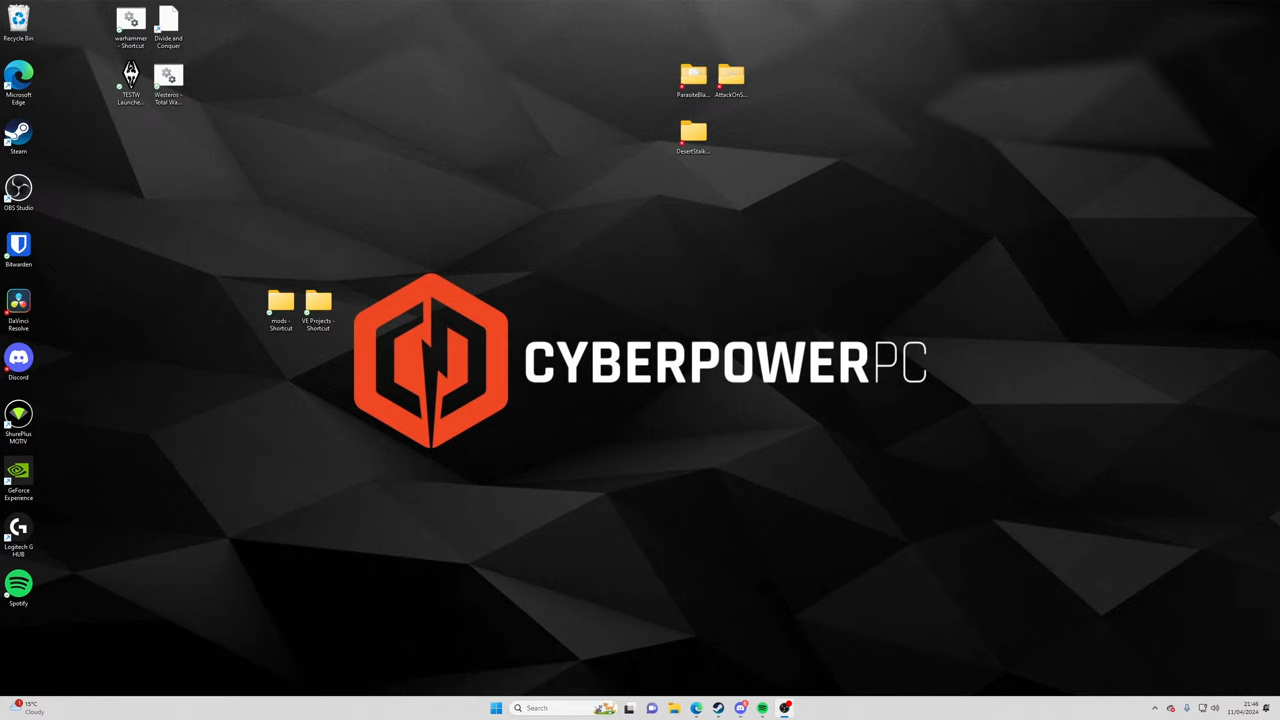 Recycle Bin
Microsoft
Edge
Steam
OBS Studio
Bitwarden
DaVinci
Resolve
Discord
ShurePlus
MOTIV
GeForce
Experience
Logitech G
HUB
Spotify
warhammer
- Shortcut
Divide and
Conquer
TESTW
Launche...
Westeros -
Total Wa...
mods -
Shortcut
VE Projects -
Shortcut
ParasiteBla...
AttackOnS...
DesertStalk...
CYBERPOWERPC
1
15°C
Cloudy
Search
21:46
11/04/2024